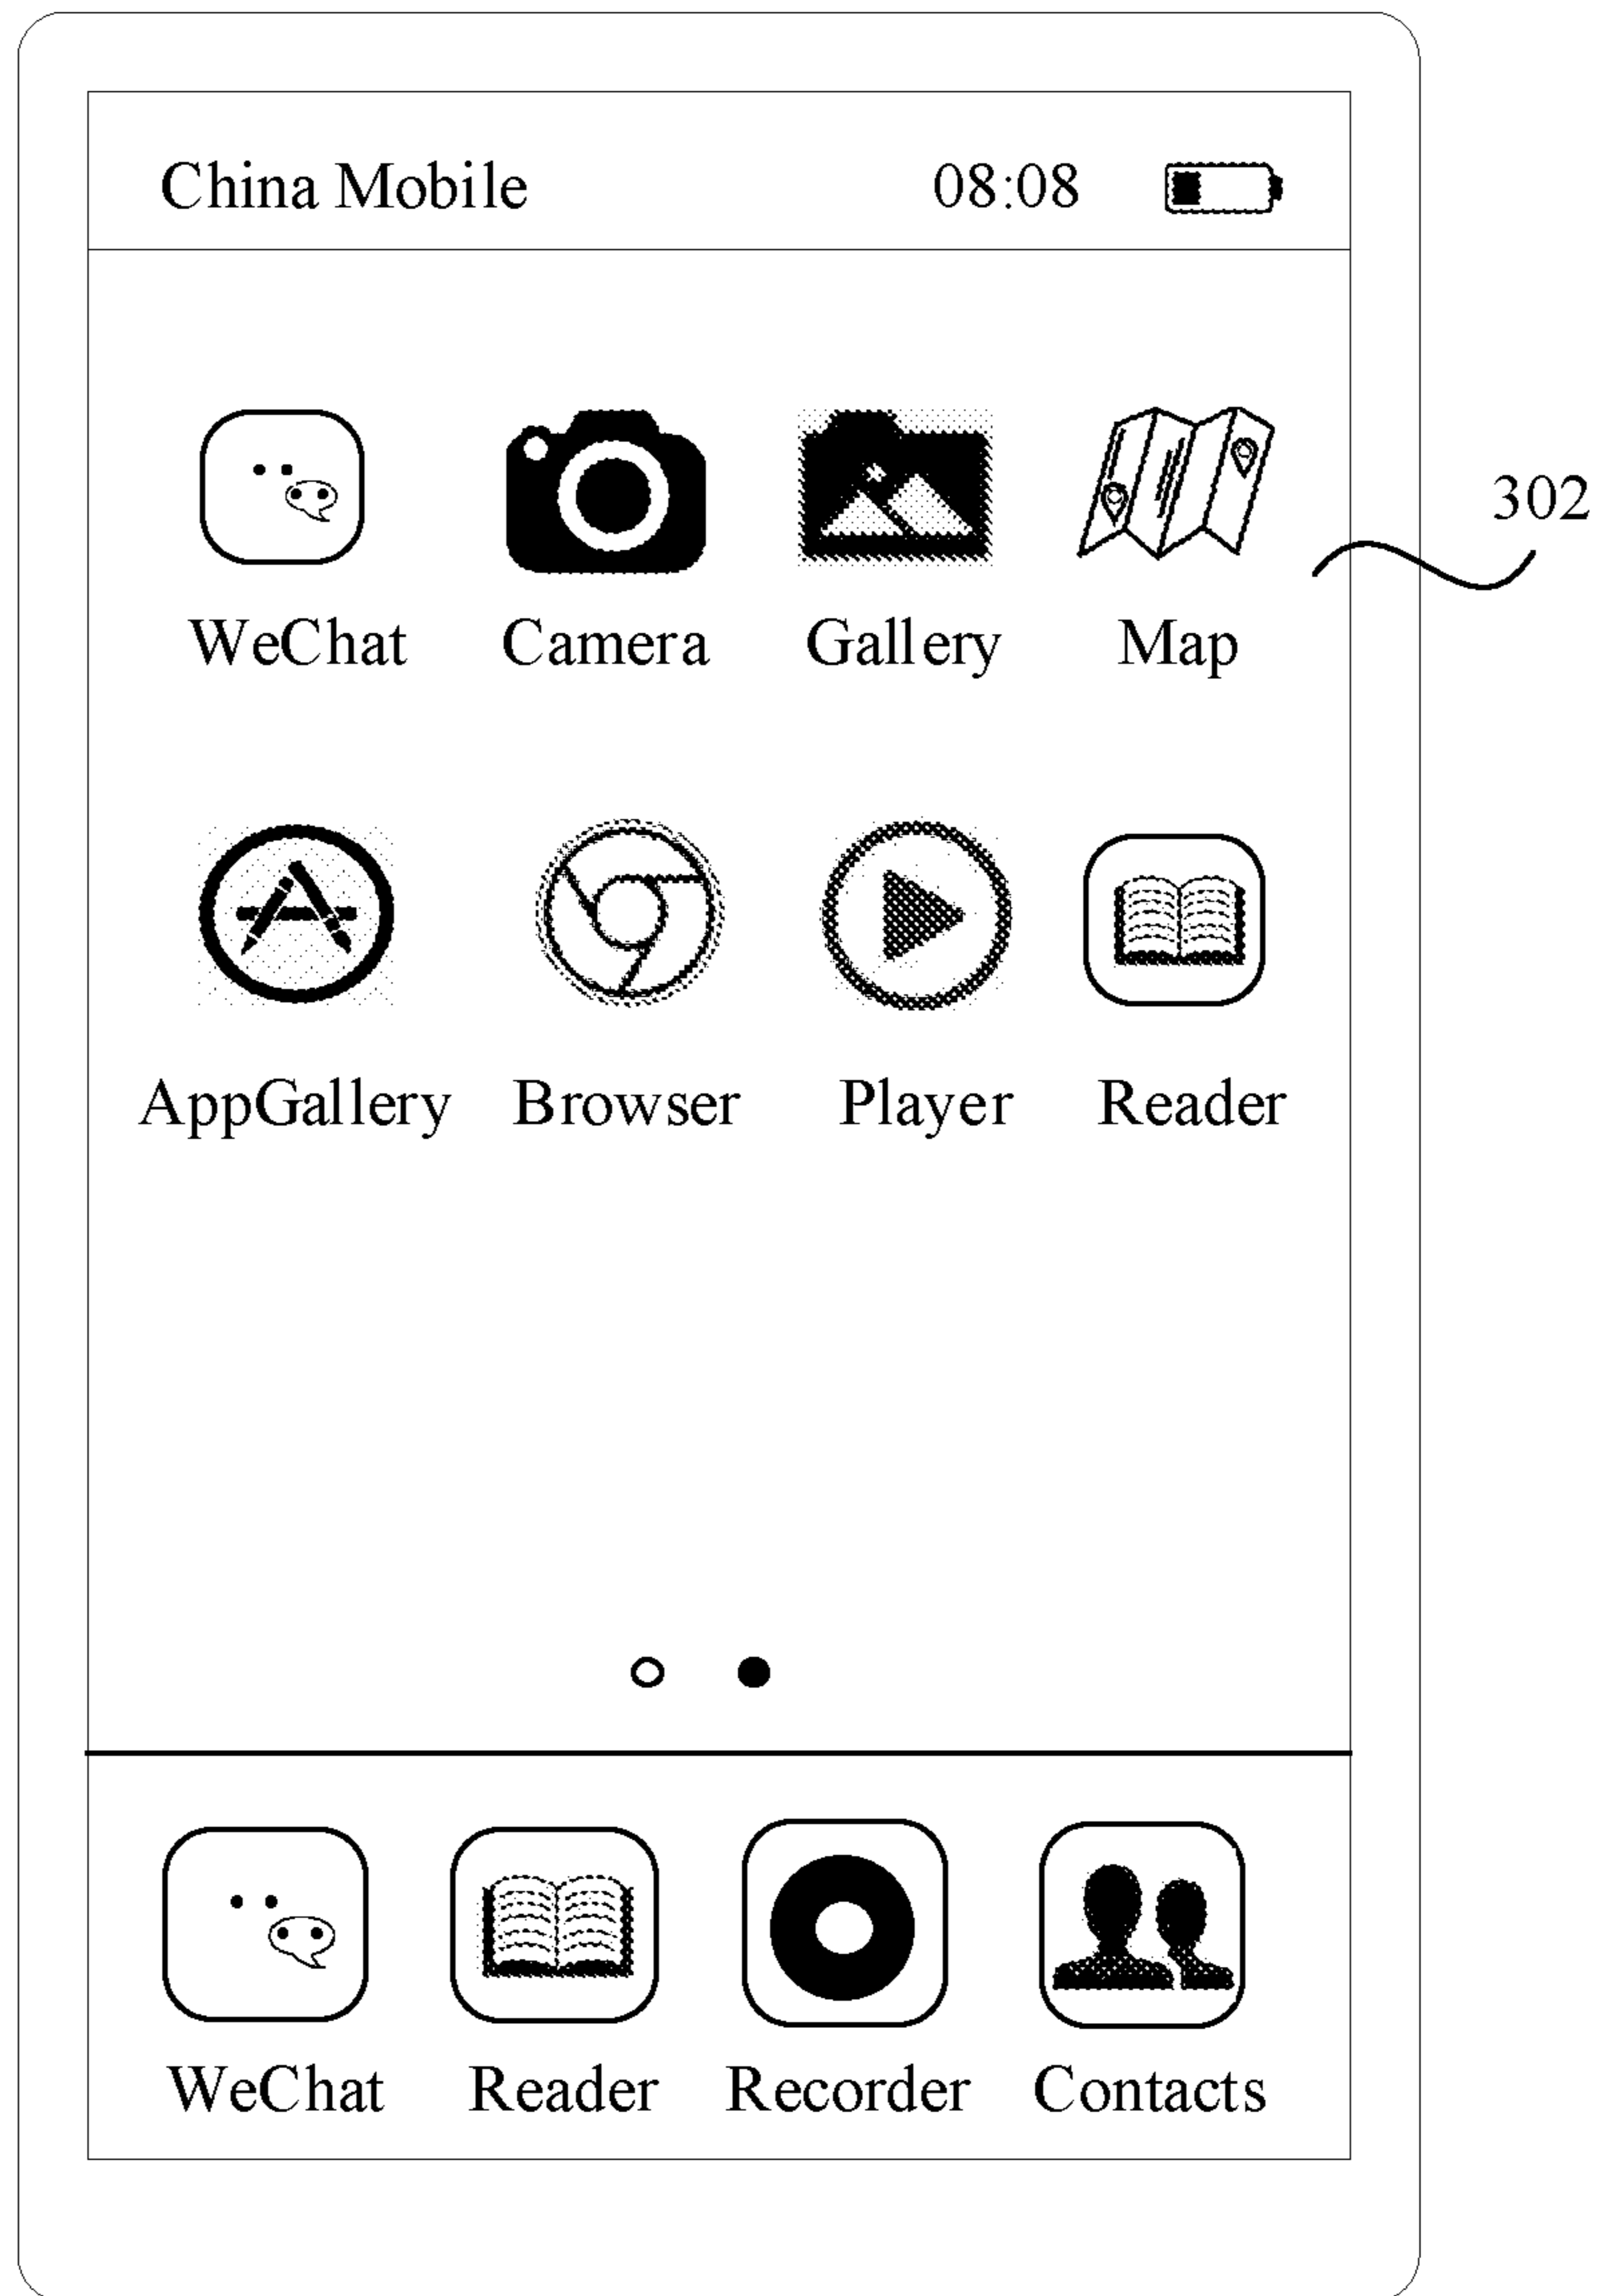 China Mobile 08:08
302
WeChat Camera Gallery Map
AppGallery Browser Player Reader
WeChat Reader Recorder Contacts